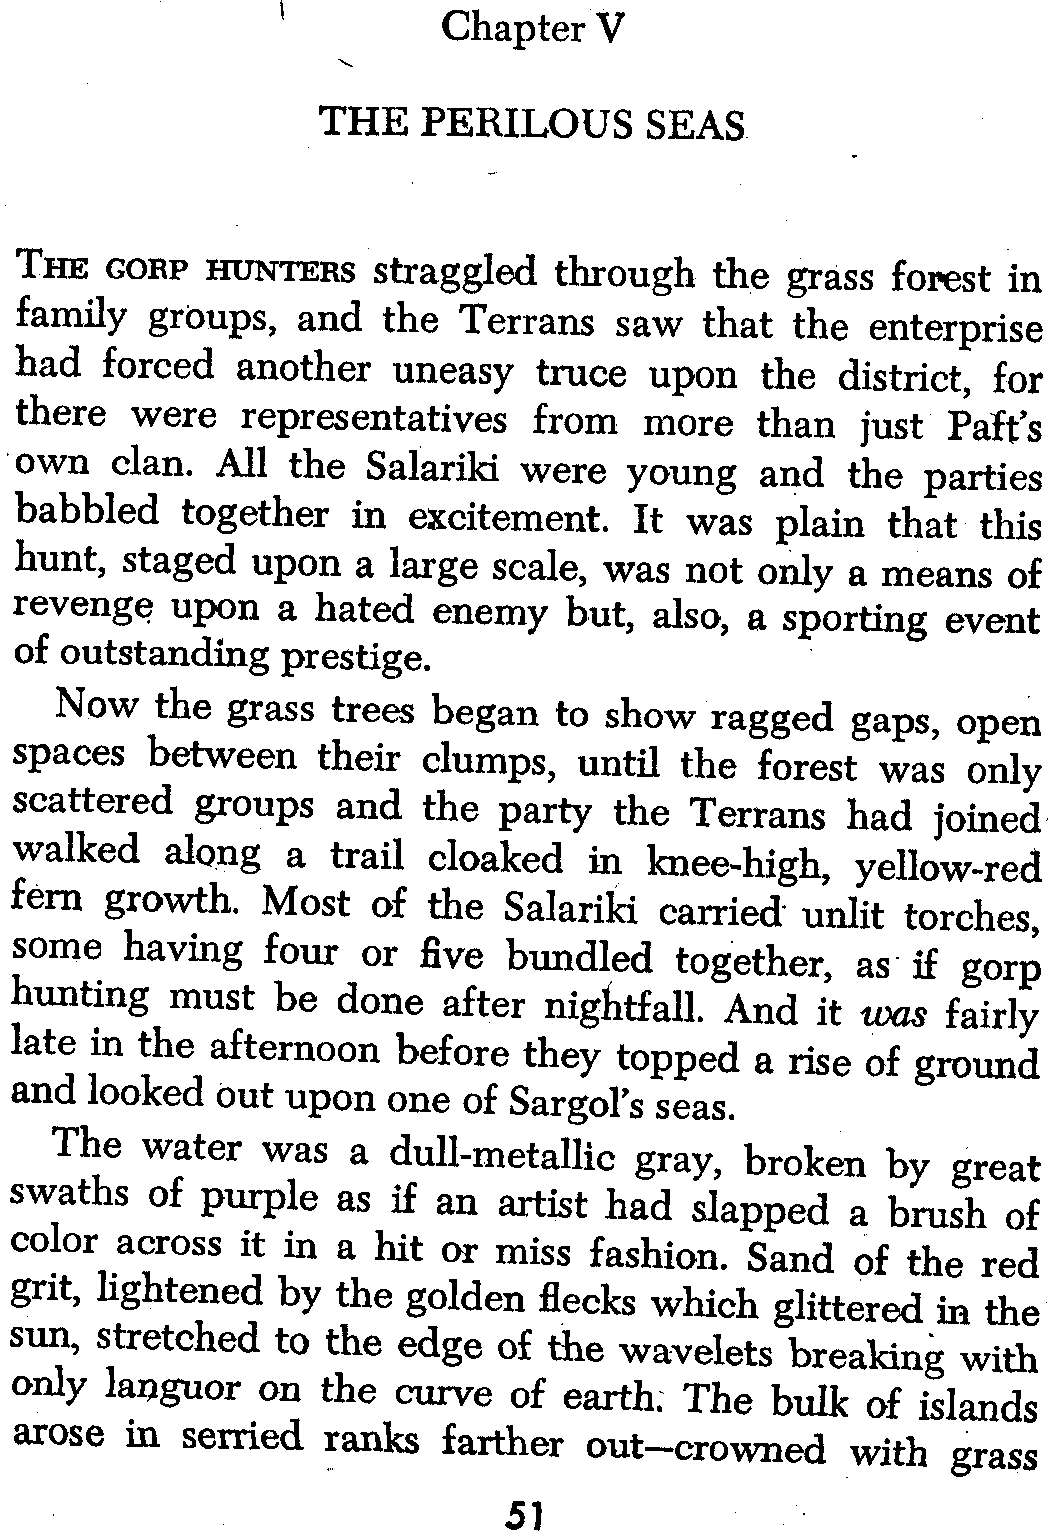 Chapter V
THE PERILOUS SEAS
THE GORP HUNTERS straggled through the grass forest in
family groups, and the Terrans saw that the enterprise
had forced another uneasy truce upon the district, for
there were representatives from more than just Paft's
own clan. All the Salariki were young and the parties
babbled together in excitement. It was plain that this
hunt, staged upon a large scale, was not only a means of
revenge upon a hated enemy but, also, a sporting event
of outstanding prestige.
Now the grass trees began to show ragged gaps, open
spaces between their clumps, until the forest was only
scattered groups and the party the Terrans had joined
walked along a trail cloaked in knee-high, yellow-red
fern growth. Most of the Salariki carried unlit torches,
some having four or five bundled together, as if gorp
hunting must be done after nightfall. And it was fairly
late in the afternoon before they topped a rise of ground
and looked out upon one of Sargol's seas.
The water was a dull-metallic gray, broken by great
swaths of purple as if an artist had slapped a brush of
color across it in a hit or miss fashion. Sand of the red
grit, lightened by the golden flecks which glittered in the
sun, stretched to the edge of the wavelets breaking with
only languor on the curve of earth. The bulk of islands
arose in serried ranks farther out—crowned with grass
51